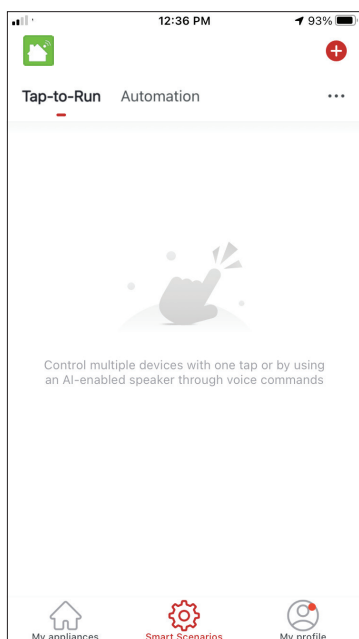 12:36 PM
93%
Tap-to-Run Automation
Control multiple devices with one tap or by using
an AI-enabled speaker through voice commands
My appliances Smart Scenarios My profile